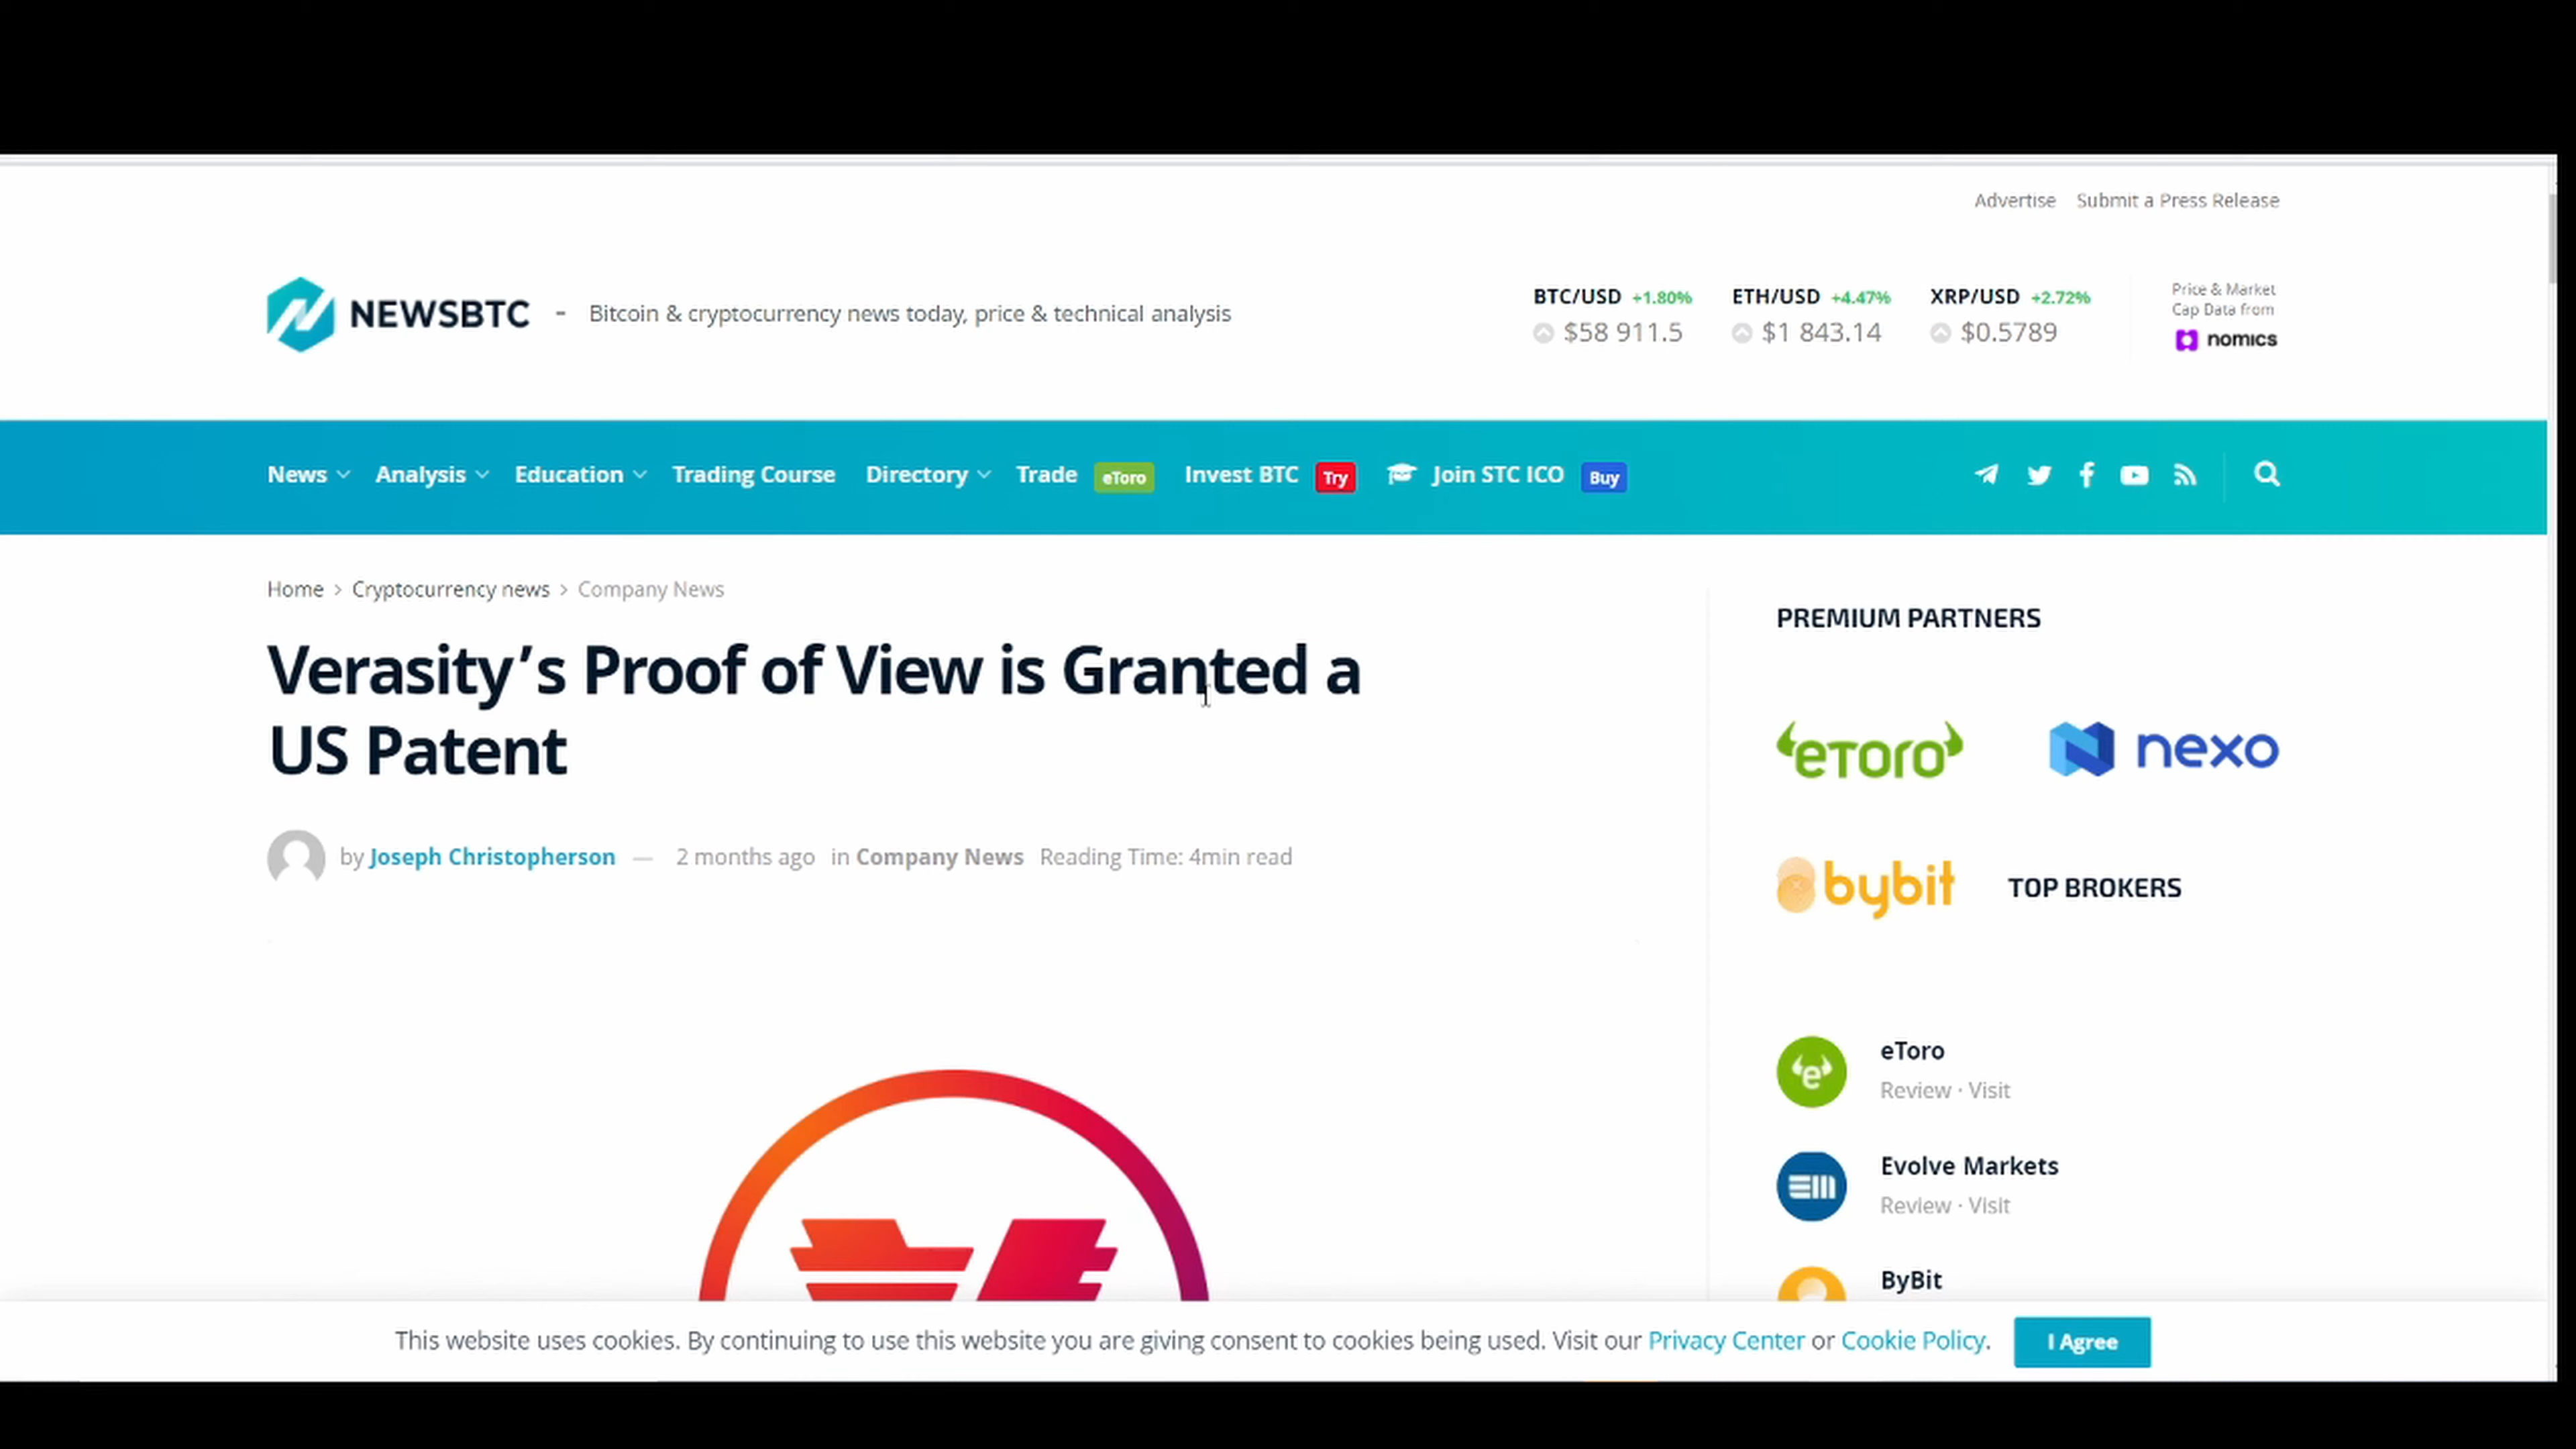 Advertise Submit a Press Release
NEWSBTC - Bitcoin & cryptocurrency news today, price & technical analysis
BTC/USD +1.80% ETH/USD +4.47% XRP/USD +2.72%
$58 911.5 $1 843.14 $0.5789
Price & Market
Cap Data from
nomics
News Analysis Education Trading Course Directory Trade eToro Invest BTC Try Join STC ICO Buy
Home > Cryptocurrency news > Company News
Verasity’s Proof of View is Granted a
US Patent
by Joseph Christopherson — 2 months ago in Company News Reading Time: 4min read
PREMIUM PARTNERS
eToro nexo
bybit TOP BROKERS
eToro
Review · Visit
Evolve Markets
Review · Visit
ByBit
This website uses cookies. By continuing to use this website you are giving consent to cookies being used. Visit our Privacy Center or Cookie Policy. I Agree